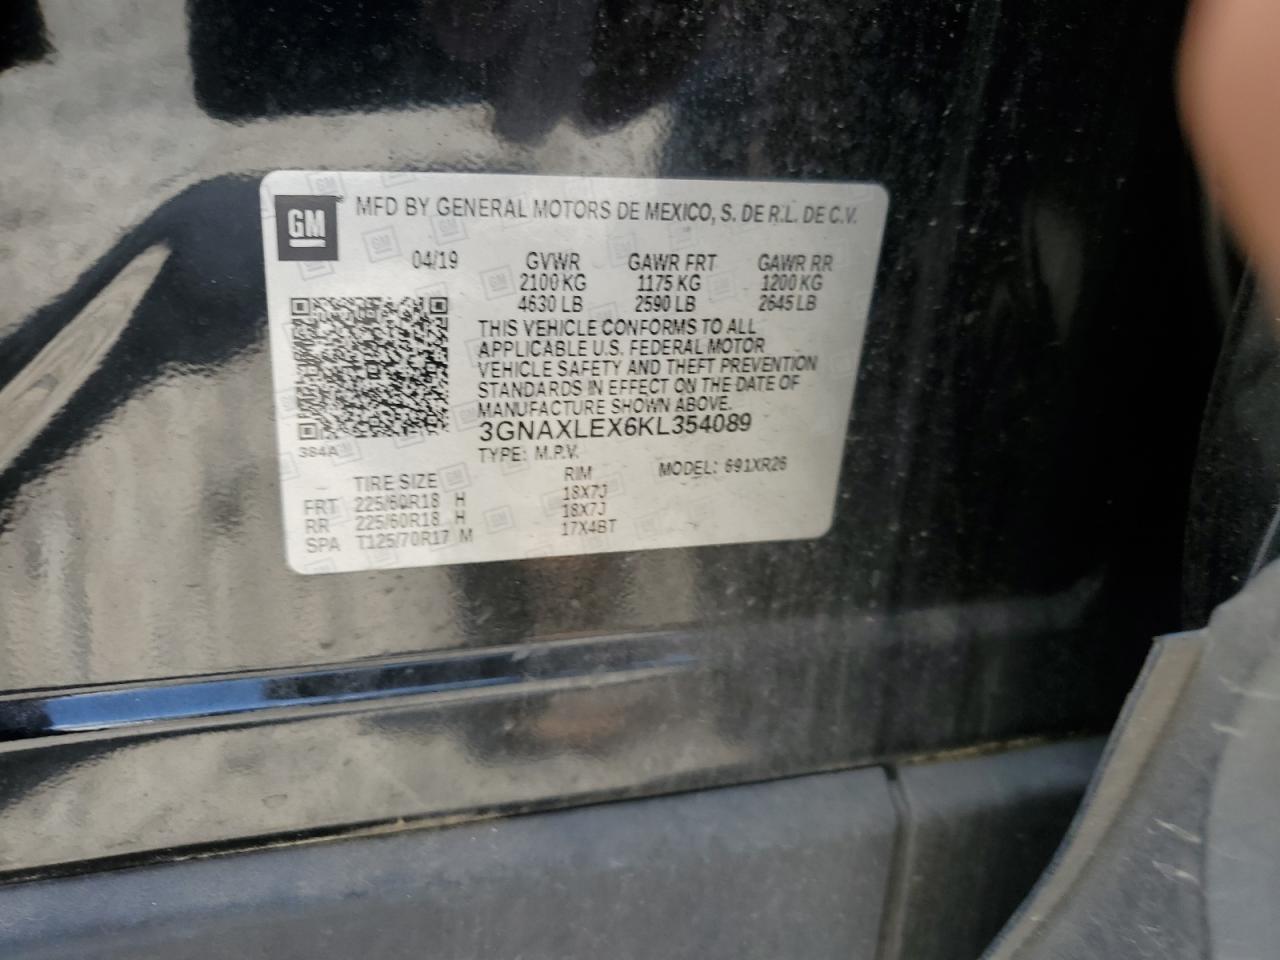 GM
MFD BY GENERAL MOTORS DE MEXICO, S. DE R.L. DE C.V.
04/19 GVWR GAWR FRT GAWR RR
2100 KG 1175 KG 1200 KG
4630 LB 2590 LB 2645 LB
THIS VEHICLE CONFORMS TO ALL
APPLICABLE U.S. FEDERAL MOTOR
VEHICLE SAFETY AND THEFT PREVENTION
STANDARDS IN EFFECT ON THE DATE OF
MANUFACTURE SHOWN ABOVE.
3GNAXLEX6KL354089
384A
TYPE: M.P.V. MODEL: 691XR26
TIRE SIZE RIM
FRT 225/60R18 H 18X7J
RR 225/60R18 H 18X7J
SPA T125/70R17 M 17X4BT